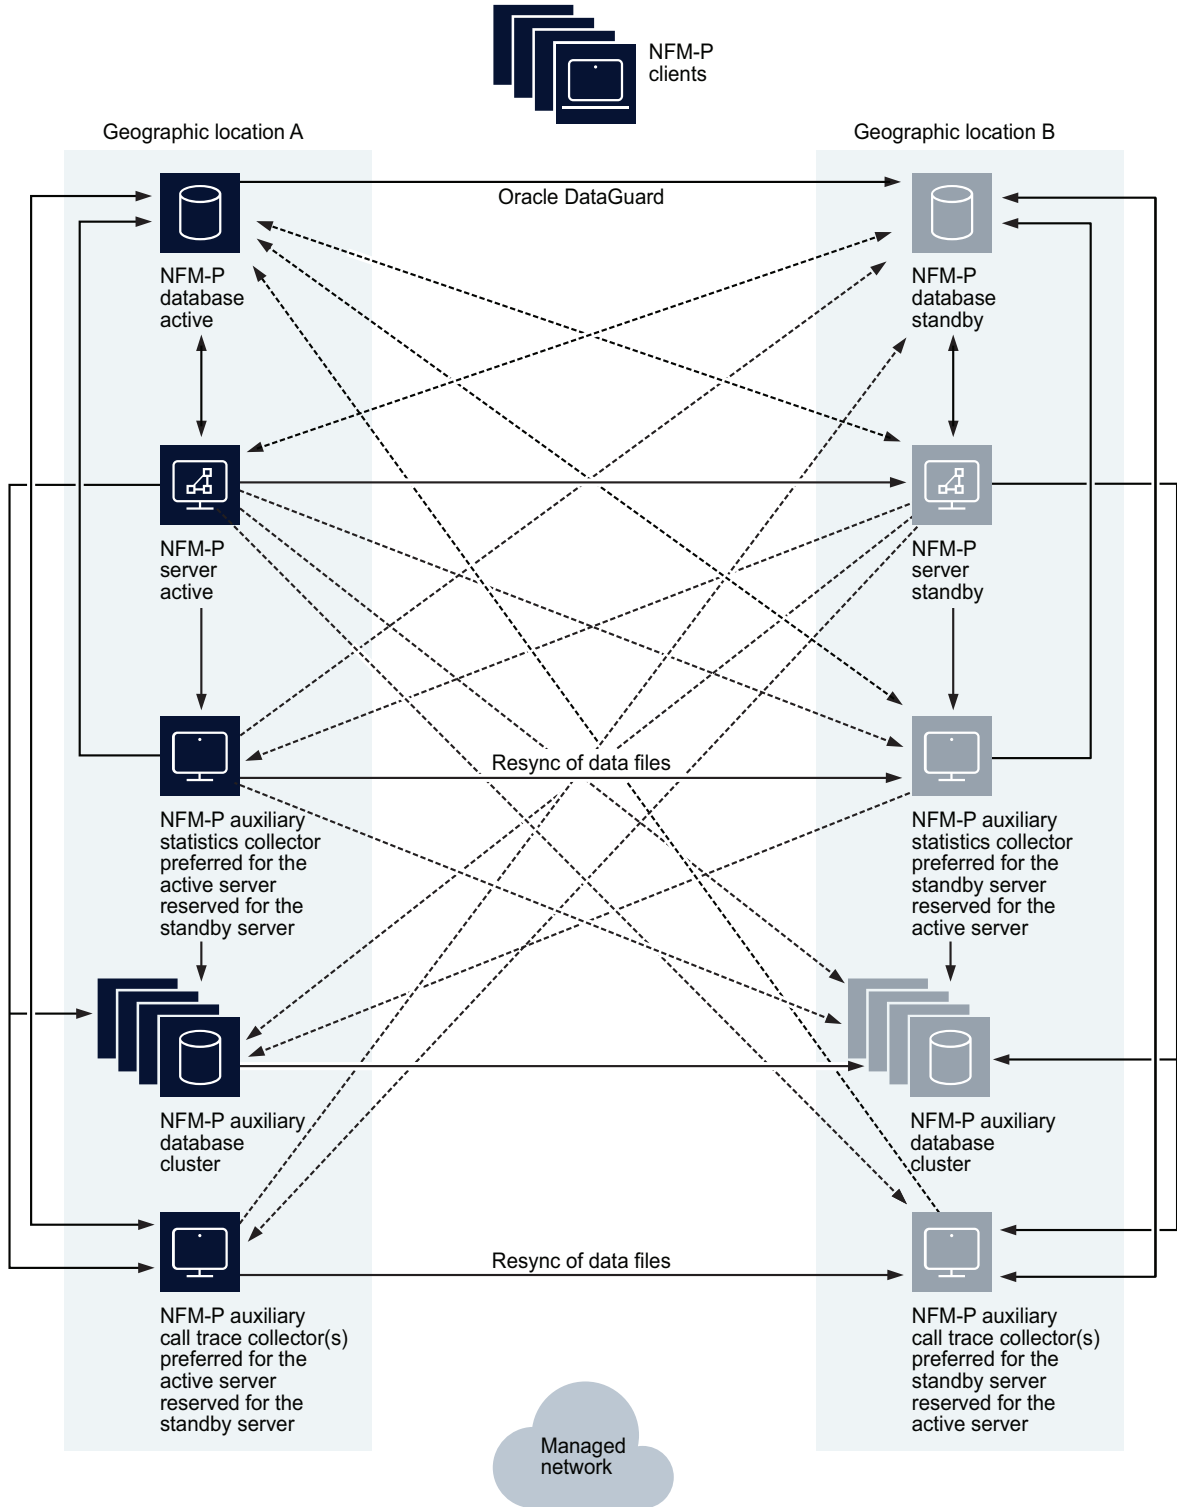 NFM-P
clients
Geographic location A
Geographic location B
Oracle DataGuard
NFM-P
database
active
NFM-P
database
standby
NFM-P
server
active
NFM-P
server
standby
Resync of data files
NFM-P auxiliary
statistics collector
preferred for the
active server
reserved for the
standby server
NFM-P auxiliary
statistics collector
preferred for the
standby server
reserved for the
active server
NFM-P auxiliary
database
cluster
NFM-P auxiliary
database
cluster
Resync of data files
NFM-P auxiliary
call trace collector(s)
preferred for the
active server
reserved for the
standby server
NFM-P auxiliary
call trace collector(s)
preferred for the
standby server
reserved for the
active server
Managed
network